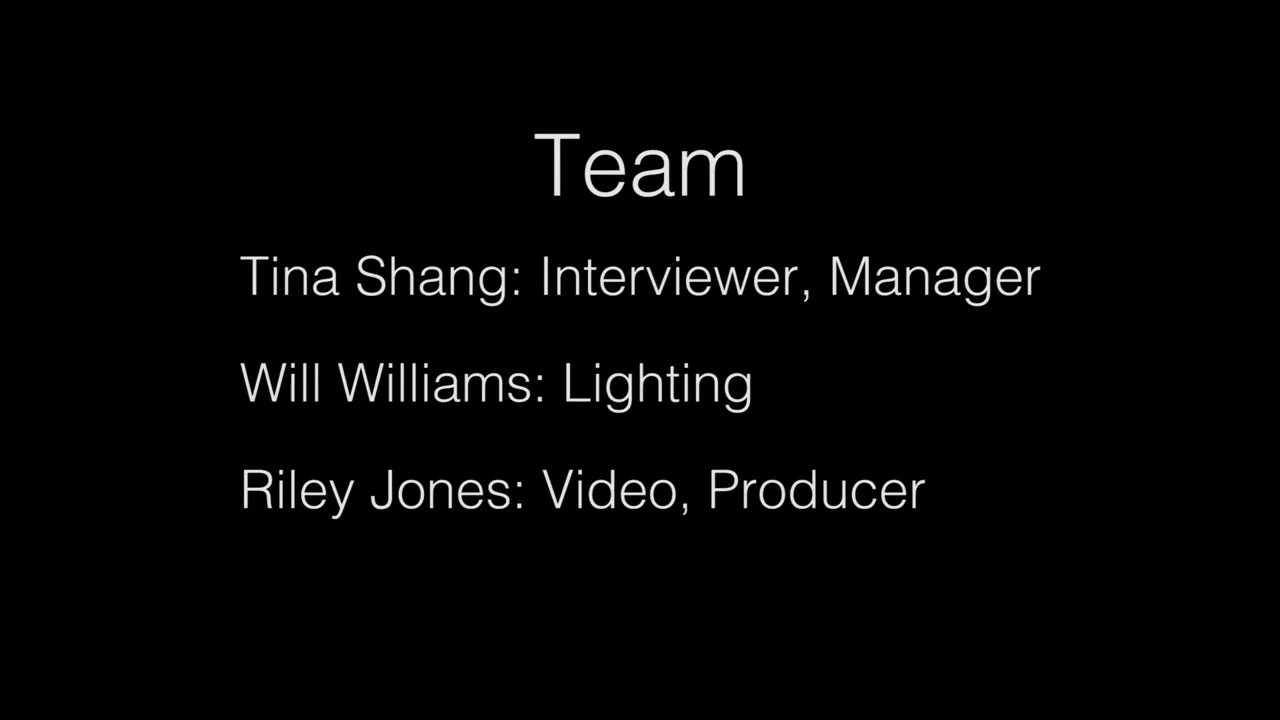 Team
Tina Shang: Interviewer, Manager
Will Williams: Lighting
Riley Jones: Video, Producer